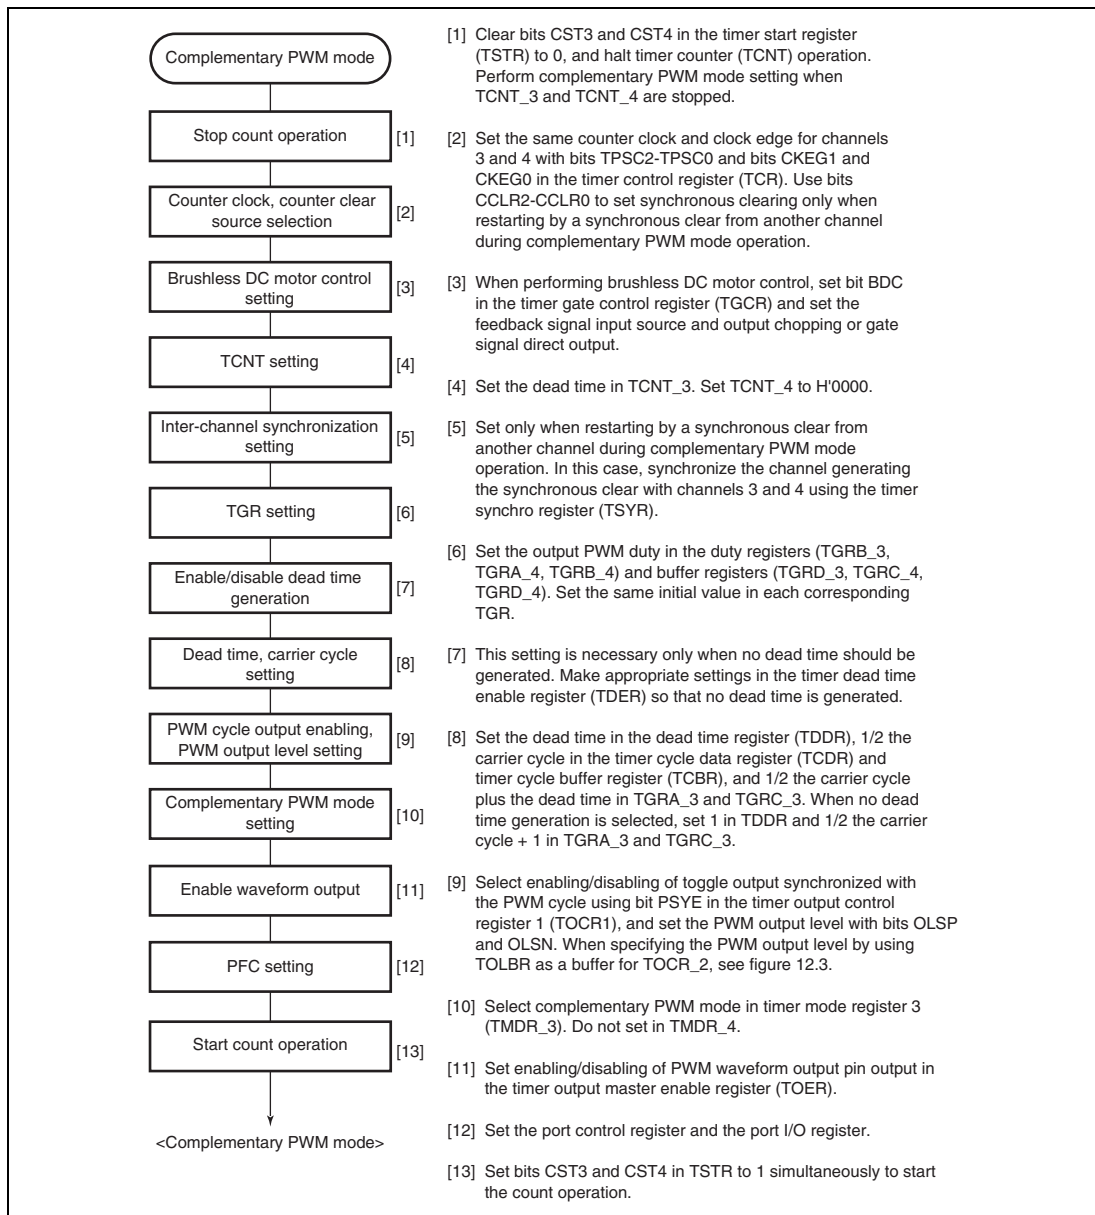 Complementary PWM mode
Stop count operation
[1]
Counter clock, counter clear
source selection
[2]
Brushless DC motor control
setting
[3]
TCNT setting
[4]
Inter-channel synchronization
setting
[5]
TGR setting
[6]
Enable/disable dead time
generation
[7]
Dead time, carrier cycle
setting
[8]
PWM cycle output enabling,
PWM output level setting
[9]
Complementary PWM mode
setting
[10]
Enable waveform output
[11]
PFC setting
[12]
Start count operation
[13]
<Complementary PWM mode>
[1] Clear bits CST3 and CST4 in the timer start register
(TSTR) to 0, and halt timer counter (TCNT) operation.
Perform complementary PWM mode setting when
TCNT_3 and TCNT_4 are stopped.
[2] Set the same counter clock and clock edge for channels
3 and 4 with bits TPSC2-TPSC0 and bits CKEG1 and
CKEG0 in the timer control register (TCR). Use bits
CCLR2-CCLR0 to set synchronous clearing only when
restarting by a synchronous clear from another channel
during complementary PWM mode operation.
[3] When performing brushless DC motor control, set bit BDC
in the timer gate control register (TGCR) and set the
feedback signal input source and output chopping or gate
signal direct output.
[4] Set the dead time in TCNT_3. Set TCNT_4 to H'0000.
[5] Set only when restarting by a synchronous clear from
another channel during complementary PWM mode
operation. In this case, synchronize the channel generating
the synchronous clear with channels 3 and 4 using the timer
synchro register (TSYR).
[6] Set the output PWM duty in the duty registers (TGRB_3,
TGRA_4, TGRB_4) and buffer registers (TGRD_3, TGRC_4,
TGRD_4). Set the same initial value in each corresponding
TGR.
[7] This setting is necessary only when no dead time should be
generated. Make appropriate settings in the timer dead time
enable register (TDER) so that no dead time is generated.
[8] Set the dead time in the dead time register (TDDR), 1/2 the
carrier cycle in the timer cycle data register (TCDR) and
timer cycle buffer register (TCBR), and 1/2 the carrier cycle
plus the dead time in TGRA_3 and TGRC_3. When no dead
time generation is selected, set 1 in TDDR and 1/2 the carrier
cycle + 1 in TGRA_3 and TGRC_3.
[9] Select enabling/disabling of toggle output synchronized with
the PWM cycle using bit PSYE in the timer output control
register 1 (TOCR1), and set the PWM output level with bits OLSP
and OLSN. When specifying the PWM output level by using
TOLBR as a buffer for TOCR_2, see figure 12.3.
[10] Select complementary PWM mode in timer mode register 3
(TMDR_3). Do not set in TMDR_4.
[11] Set enabling/disabling of PWM waveform output pin output in
the timer output master enable register (TOER).
[12] Set the port control register and the port I/O register.
[13] Set bits CST3 and CST4 in TSTR to 1 simultaneously to start
the count operation.